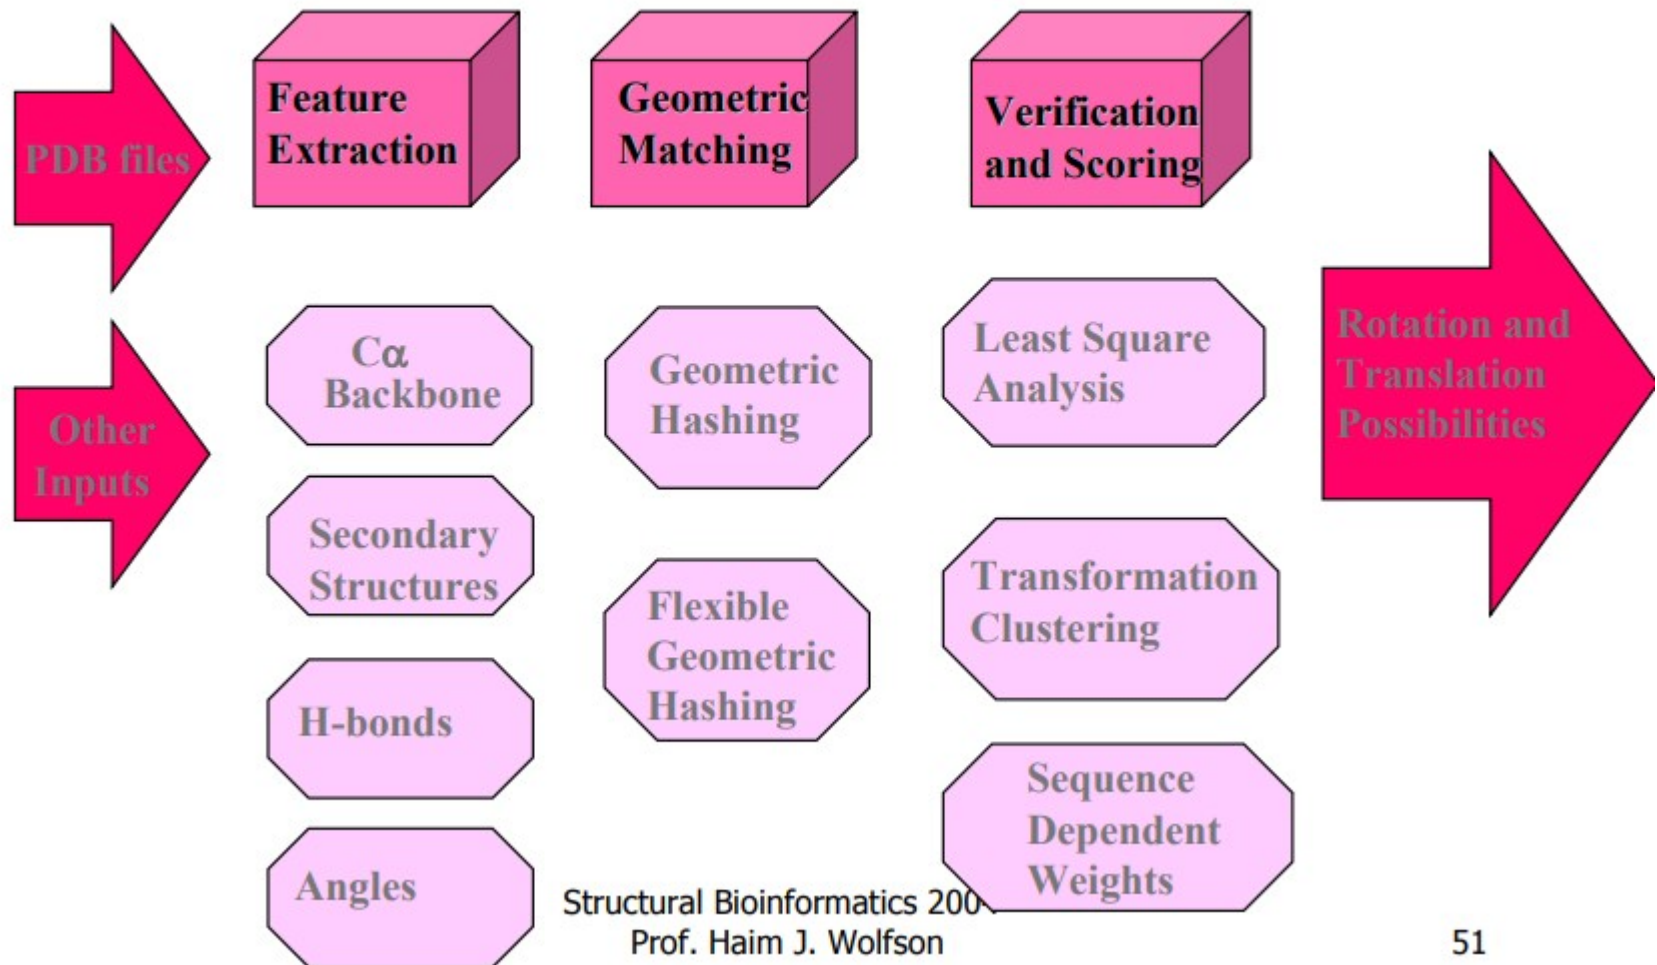 PDB files
Other
Inputs
Feature
Extraction
Cα
Backbone
Secondary
Structures
H-bonds
Angles
Geometric
Matching
Geometric
Hashing
Flexible
Geometric
Hashing
Verification
and Scoring
Least Square
Analysis
Transformation
Clustering
Sequence
Dependent
Weights
Rotation and
Translation
Possibilities
Structural Bioinformatics
Prof. Haim J. Wolfson
51